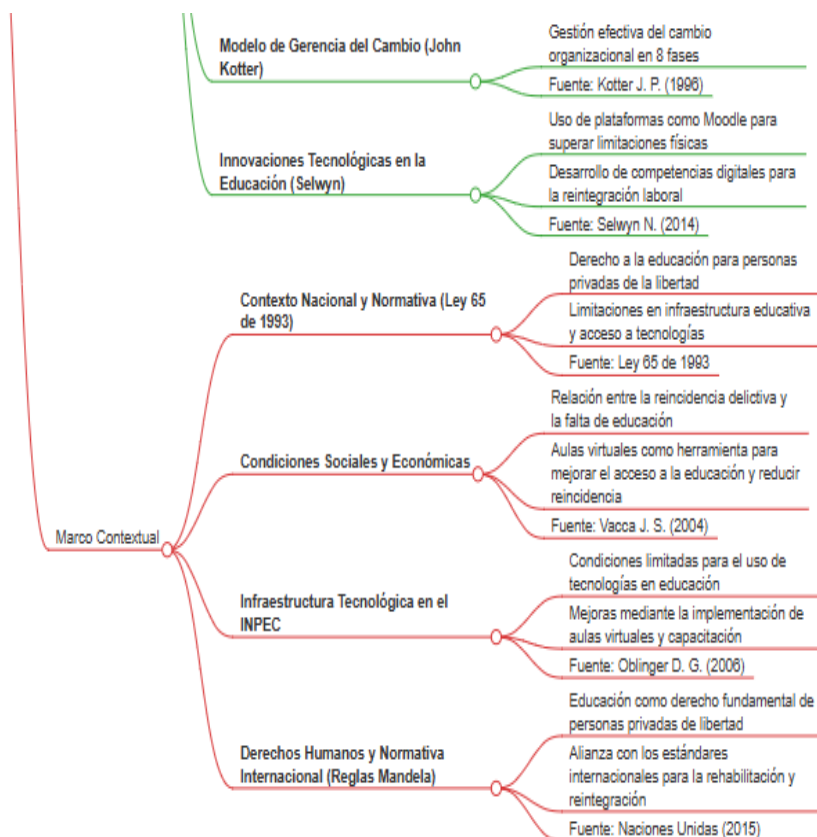 Modelo de Gerencia del Cambio (John
Kotter)
Gestión efectiva del cambio
organizacional en 8 fases
Fuente: Kotter J. P. (1996)
Innovaciones Tecnológicas en la
Educación (Selwyn)
Uso de plataformas como Moodle para
superar limitaciones físicas
Desarrollo de competencias digitales para
la reintegración laboral
Fuente: Selwyn N. (2014)
Marco Contextual
Contexto Nacional y Normativa (Ley 65
de 1993)
Derecho a la educación para personas
privadas de la libertad
Limitaciones en infraestructura educativa
y acceso a tecnologías
Fuente: Ley 65 de 1993
Condiciones Sociales y Económicas
Relación entre la reincidencia delictiva y
la falta de educación
Aulas virtuales como herramienta para
mejorar el acceso a la educación y reducir
reincidencia
Fuente: Vacca J. S. (2004)
Infraestructura Tecnológica en el
INPEC
Condiciones limitadas para el uso de
tecnologías en educación
Mejoras mediante la implementación de
aulas virtuales y capacitación
Fuente: Oblinger D. G. (2006)
Derechos Humanos y Normativa
Internacional (Reglas Mandela)
Educación como derecho fundamental de
personas privadas de libertad
Alianza con los estándares
internacionales para la rehabilitación y
reintegración
Fuente: Naciones Unidas (2015)